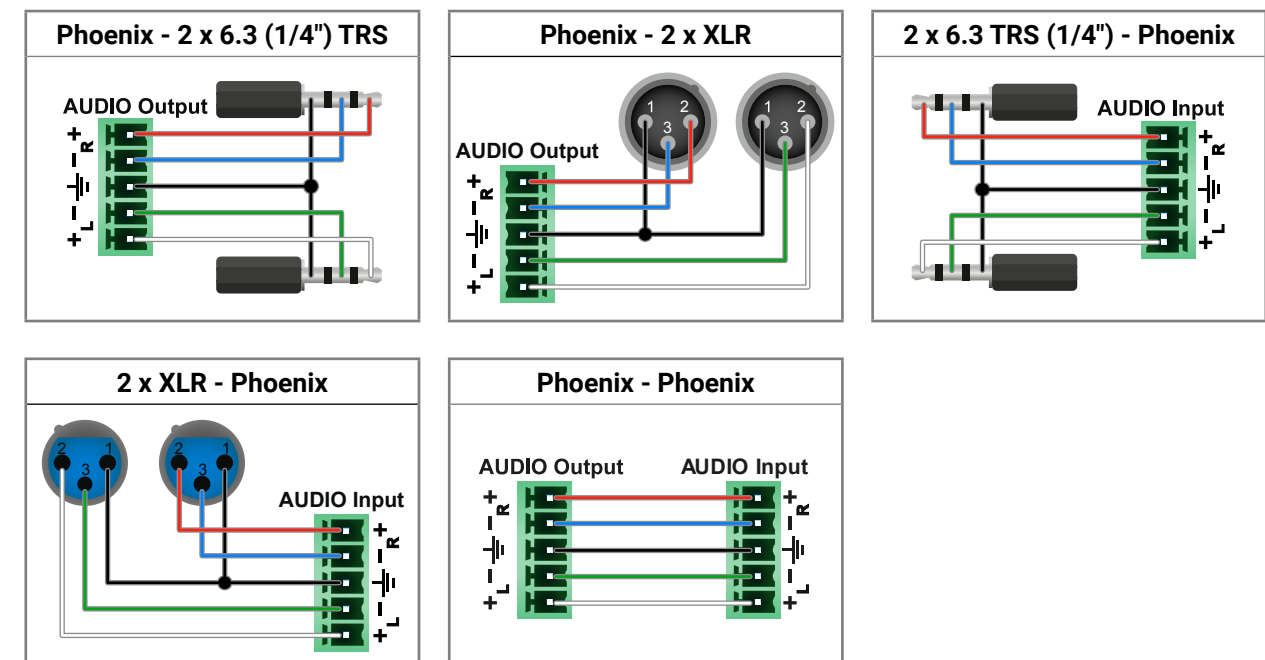 Phoenix - 2 x 6.3 (1/4") TRS
AUDIO Output
+
R
-
-
L
+
Phoenix - 2 x XLR
1 2
3
1 2
3
AUDIO Output
+
R
-
-
L
+
2 x 6.3 TRS (1/4") - Phoenix
AUDIO Input
+
R
-
-
L
+
2 x XLR - Phoenix
2 1
3
2 1
3
AUDIO Input
+
R
-
-
L
+
Phoenix - Phoenix
AUDIO Output
+
R
-
-
L
+
AUDIO Input
+
R
-
-
L
+